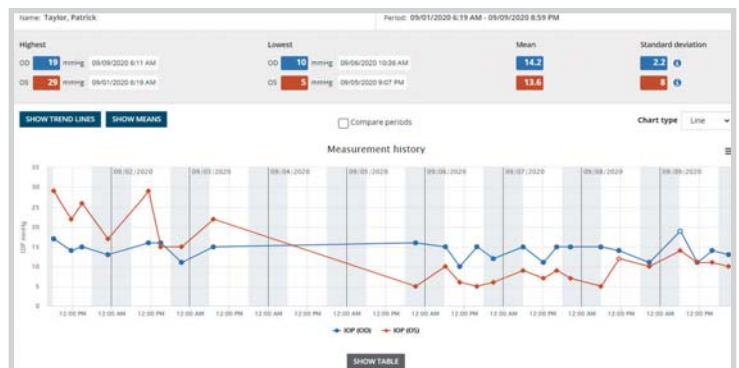 Name: Taylor, Patrick
Period: 09/01/2020 6:19 AM - 09/09/2020 8:59 PM
Highest
Lowest
Mean
Standard deviation
OD 19 mmHg 09/09/2020 6:11 AM
OD 10 mmHg 09/06/2020 10:36 AM
14.2
2.2
OS 29 mmHg 09/01/2020 6:19 AM
OS 5 mmHg 09/05/2020 9:07 PM
13.6
8
SHOW TREND LINES SHOW MEANS
Compare periods
Chart type Line
Measurement history
09/02/2020 09/03/2020 09/04/2020 09/05/2020 09/06/2020 09/07/2020 09/08/2020 09/09/2020
35
30
25
20
15
10
5
0
IOP mmHg
12:00 PM 12:00 AM 12:00 PM 12:00 AM 12:00 PM 12:00 AM 12:00 PM 12:00 AM 12:00 PM 12:00 AM 12:00 PM 12:00 AM 12:00 PM 12:00 AM 12:00 PM 12:00 AM 12:00 PM
IOP (OD) IOP (OS)
SHOW TABLE